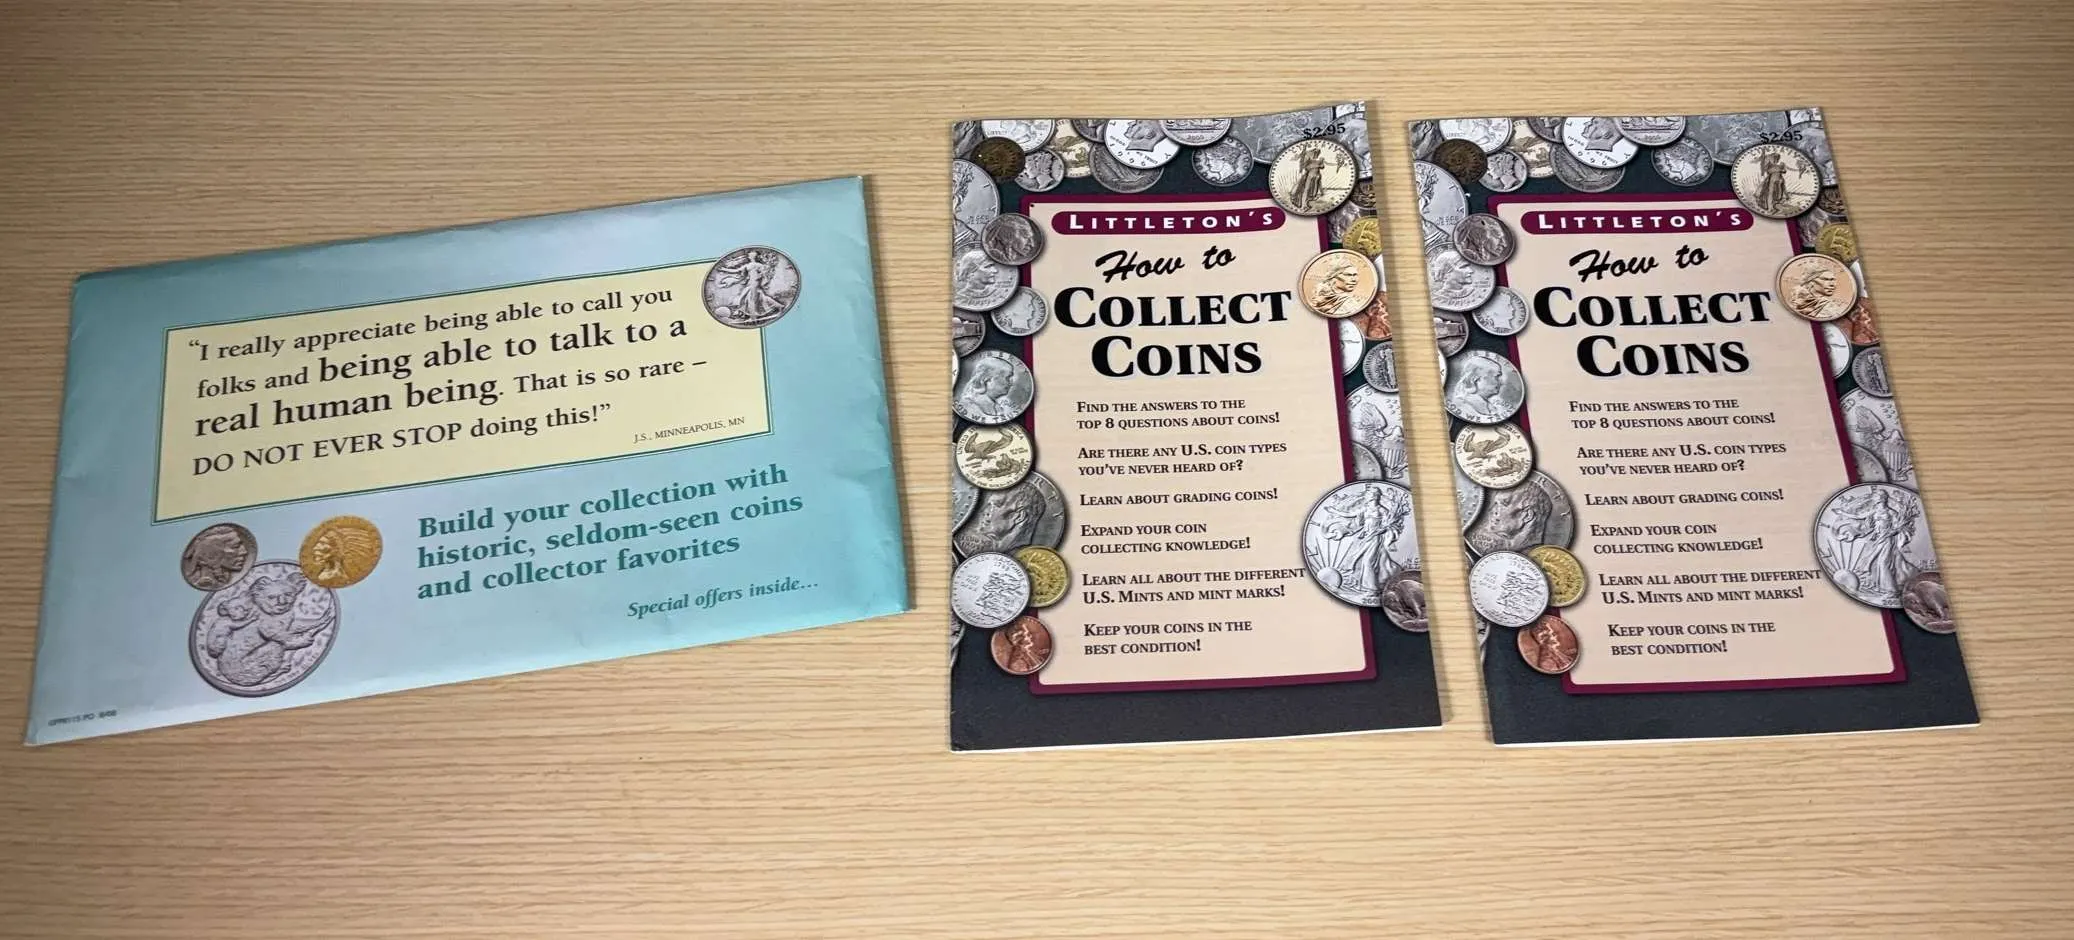 “I really appreciate being able to call you
folks and being able to talk to a
real human being. That is so rare –
DO NOT EVER STOP doing this!”
J.S., MINNEAPOLIS, MN
Build your collection with
historic, seldom-seen coins
and collector favorites
Special offers inside...
$2.95
LITTLETON'S
How to
COLLECT
COINS
FIND THE ANSWERS TO THE
TOP 8 QUESTIONS ABOUT COINS!
ARE THERE ANY U.S. COIN TYPES
YOU'VE NEVER HEARD OF?
LEARN ABOUT GRADING COINS!
EXPAND YOUR COIN
COLLECTING KNOWLEDGE!
LEARN ALL ABOUT THE DIFFERENT
U.S. MINTS AND MINT MARKS!
KEEP YOUR COINS IN THE
BEST CONDITION!
$2.95
LITTLETON'S
How to
COLLECT
COINS
FIND THE ANSWERS TO THE
TOP 8 QUESTIONS ABOUT COINS!
ARE THERE ANY U.S. COIN TYPES
YOU'VE NEVER HEARD OF?
LEARN ABOUT GRADING COINS!
EXPAND YOUR COIN
COLLECTING KNOWLEDGE!
LEARN ALL ABOUT THE DIFFERENT
U.S. MINTS AND MINT MARKS!
KEEP YOUR COINS IN THE
BEST CONDITION!